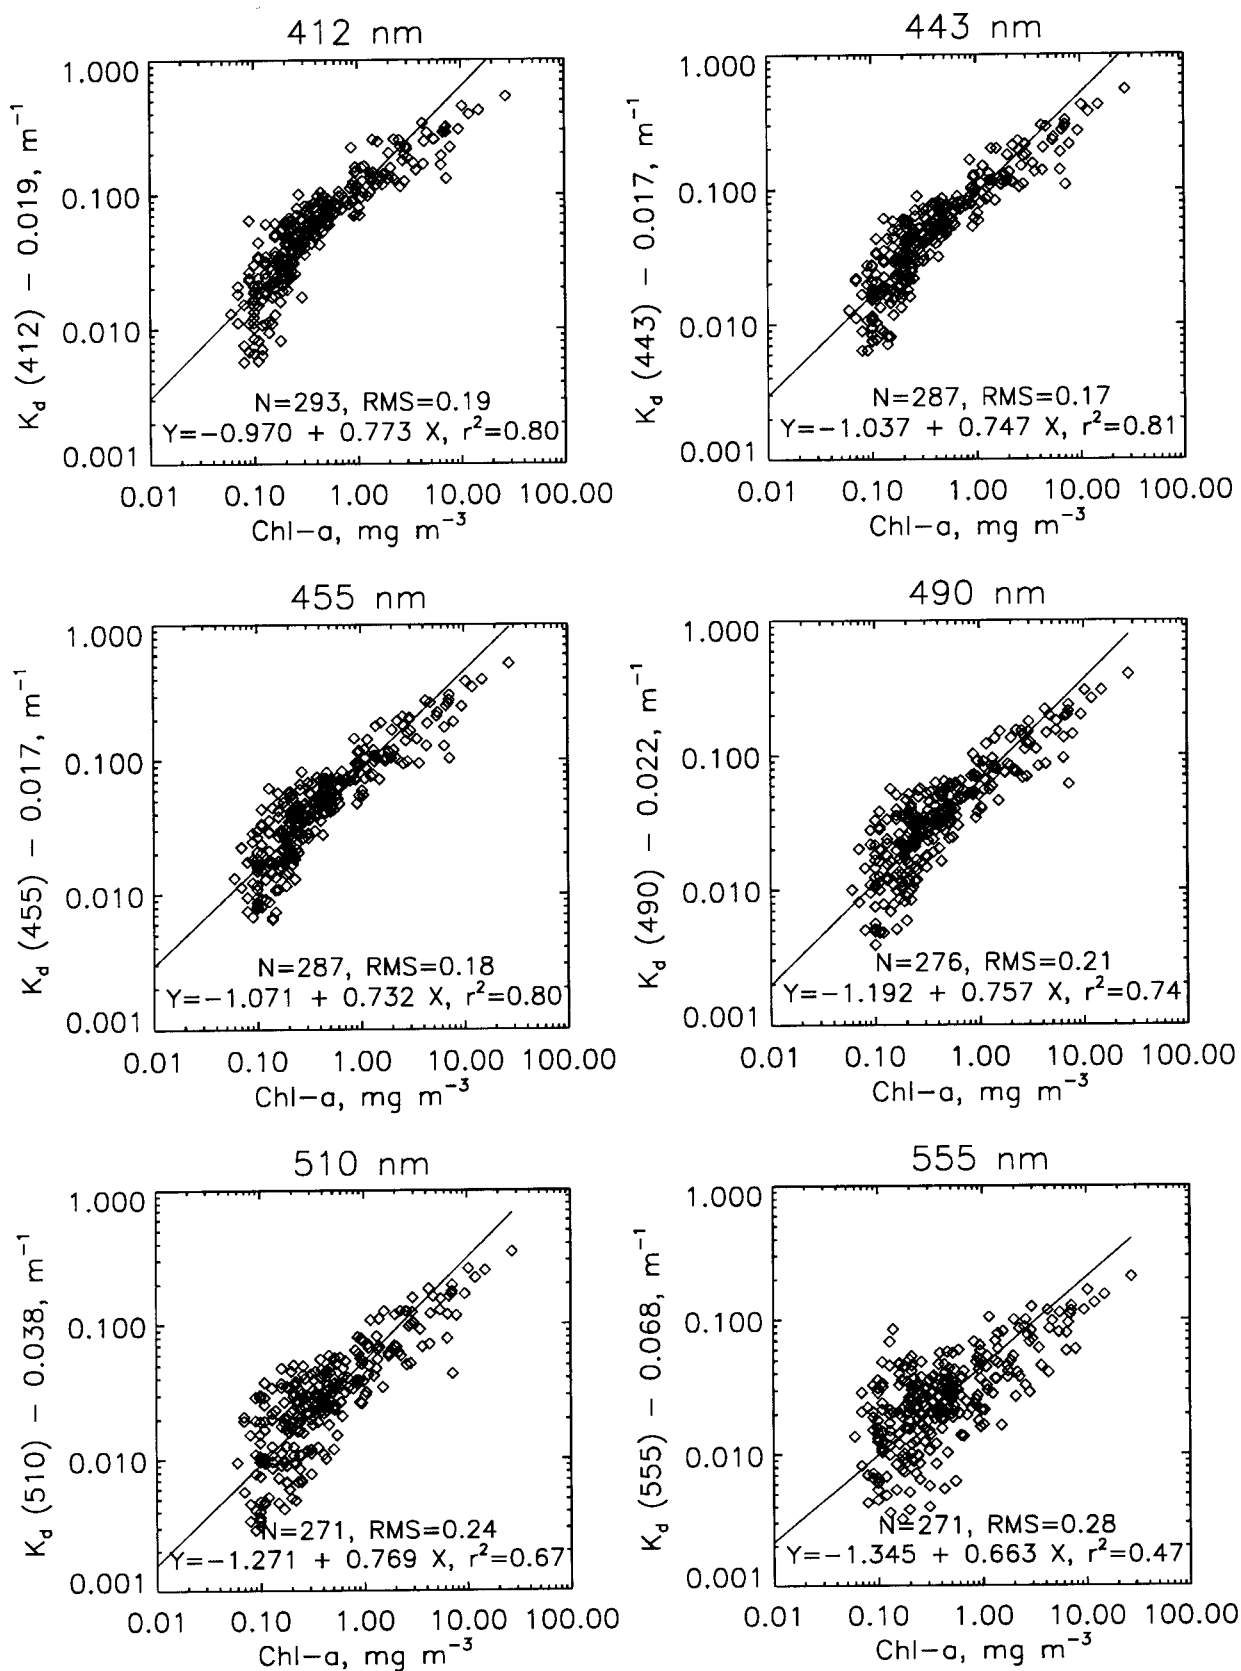 412 nm
K_d (412) − 0.019, m⁻¹
1.000
0.100
0.010
0.001
N=293, RMS=0.19
Y=−0.970 + 0.773 X, r²=0.80
0.01 0.10 1.00 10.00 100.00
Chl−a, mg m⁻³
443 nm
K_d (443) − 0.017, m⁻¹
1.000
0.100
0.010
0.001
N=287, RMS=0.17
Y=−1.037 + 0.747 X, r²=0.81
0.01 0.10 1.00 10.00 100.00
Chl−a, mg m⁻³
455 nm
K_d (455) − 0.017, m⁻¹
1.000
0.100
0.010
0.001
N=287, RMS=0.18
Y=−1.071 + 0.732 X, r²=0.80
0.01 0.10 1.00 10.00 100.00
Chl−a, mg m⁻³
490 nm
K_d (490) − 0.022, m⁻¹
1.000
0.100
0.010
0.001
N=276, RMS=0.21
Y=−1.192 + 0.757 X, r²=0.74
0.01 0.10 1.00 10.00 100.00
Chl−a, mg m⁻³
510 nm
K_d (510) − 0.038, m⁻¹
1.000
0.100
0.010
0.001
N=271, RMS=0.24
Y=−1.271 + 0.769 X, r²=0.67
0.01 0.10 1.00 10.00 100.00
Chl−a, mg m⁻³
555 nm
K_d (555) − 0.068, m⁻¹
1.000
0.100
0.010
0.001
N=271, RMS=0.28
Y=−1.345 + 0.663 X, r²=0.47
0.01 0.10 1.00 10.00 100.00
Chl−a, mg m⁻³